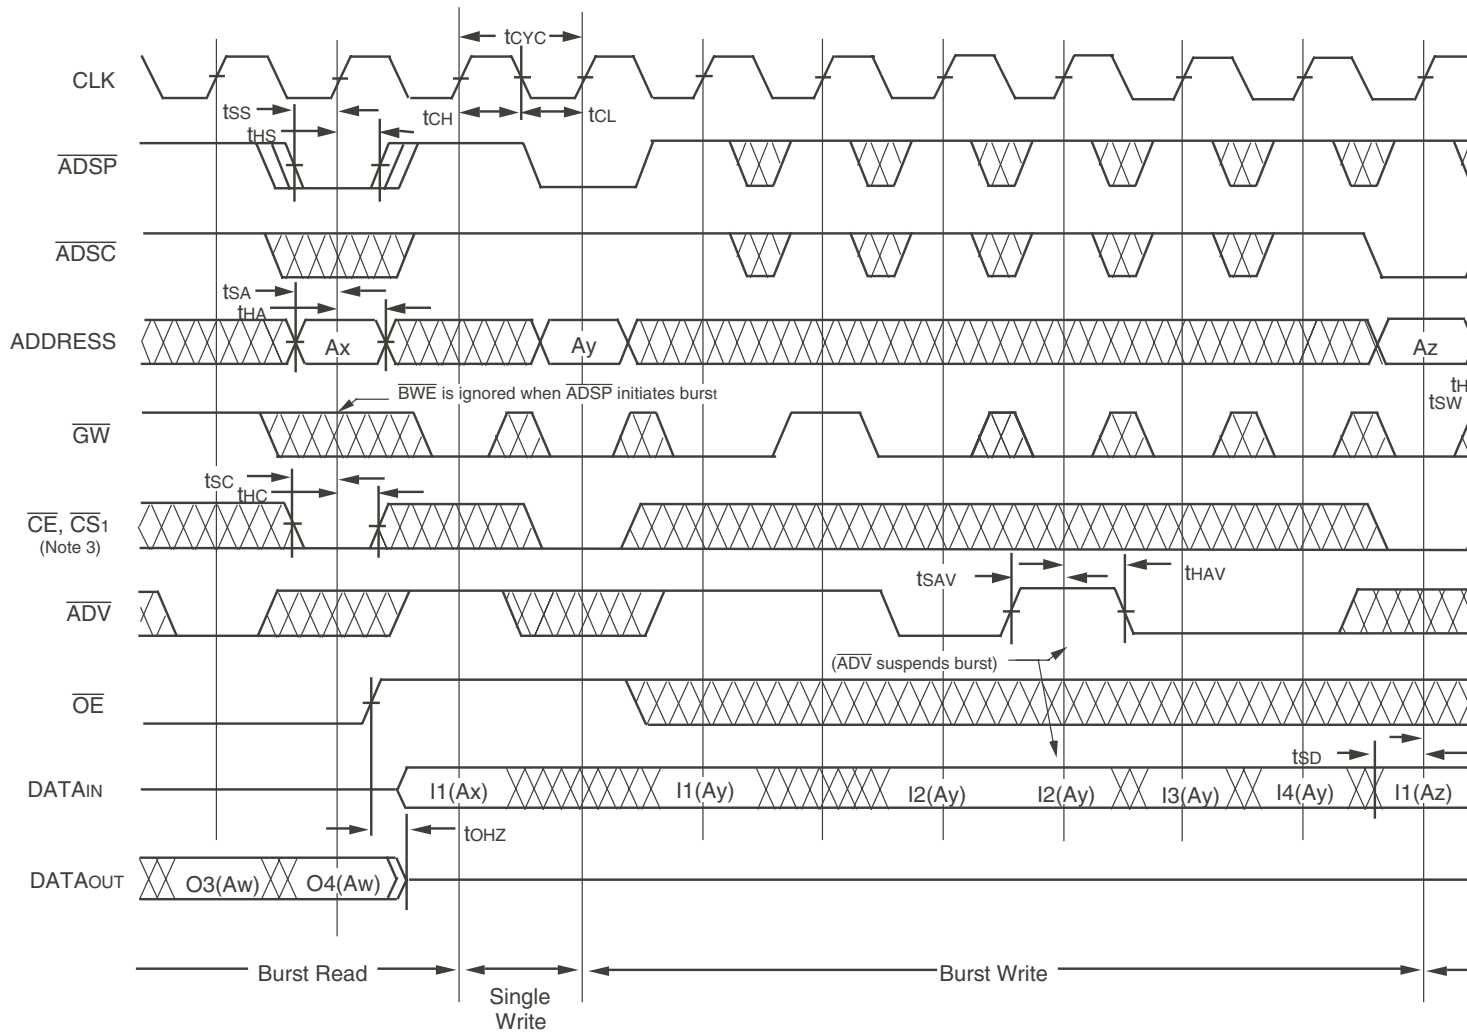 tCYC
CLK
tSS
tHS
tCH
tCL
ADSP
ADSC
tSA
tHA
ADDRESS
Ax
Ay
Az
BWE is ignored when ADSP initiates burst
tH
tSW
GW
tSC
tHC
CE, CS1
(Note 3)
tSAV
tHAV
ADV
(ADV suspends burst)
OE
tSD
DATAIN
I1(Ax)
I1(Ay)
I2(Ay)
I2(Ay)
I3(Ay)
I4(Ay)
I1(Az)
tOHZ
DATAOUT
O3(Aw)
O4(Aw)
Burst Read
Single
Write
Burst Write